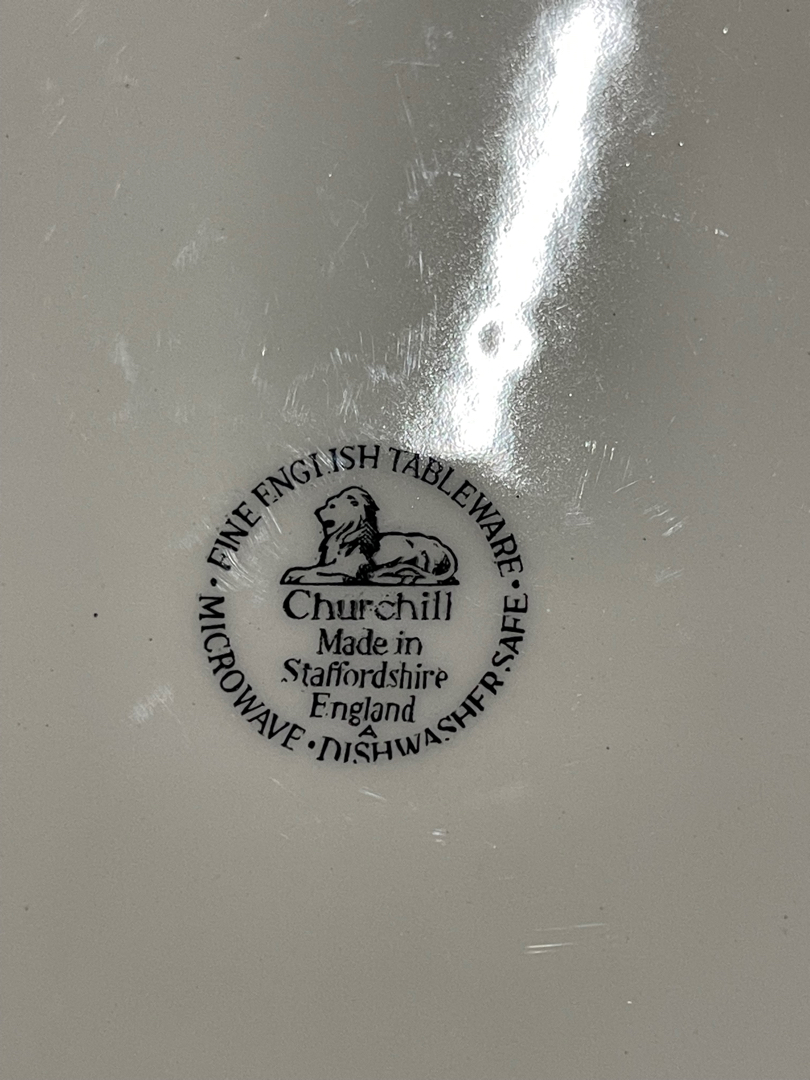 · FINE ENGLISH TABLEWARE ·
Churchill
Made in
Staffordshire
England
A
MICROWAVE · DISHWASHER SAFE